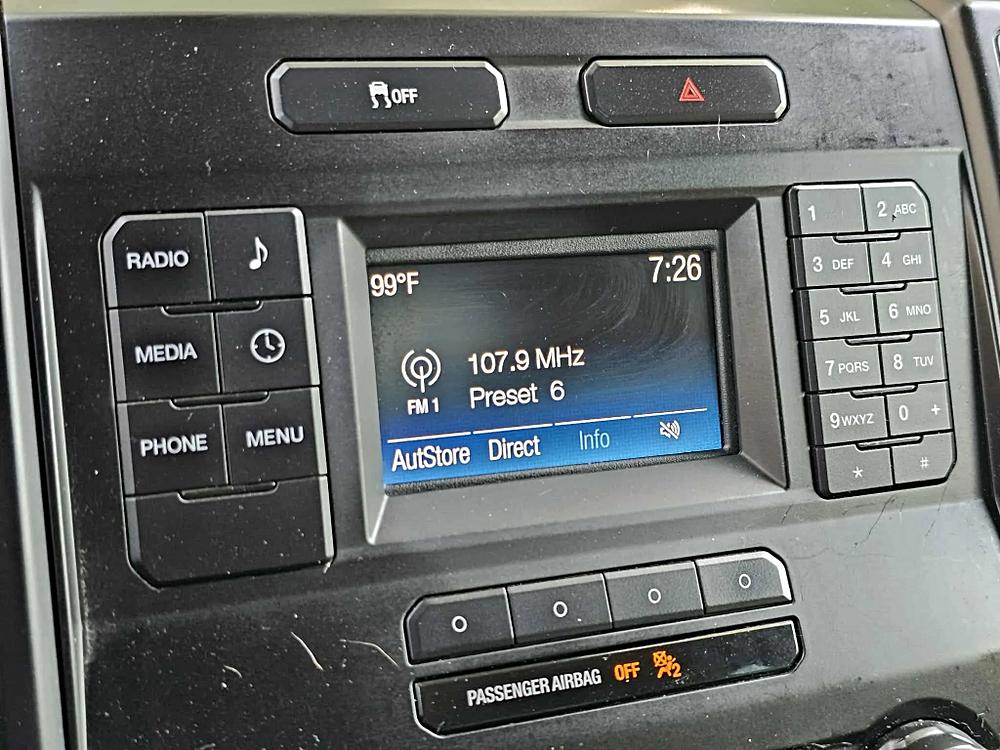 OFF
RADIO
MEDIA
PHONE MENU
99°F 7:26
107.9 MHz
FM 1 Preset 6
AutStore Direct Info
1 2 ABC
3 DEF 4 GHI
5 JKL 6 MNO
7 PQRS 8 TUV
9 WXYZ 0 +
* #
PASSENGER AIRBAG OFF 2